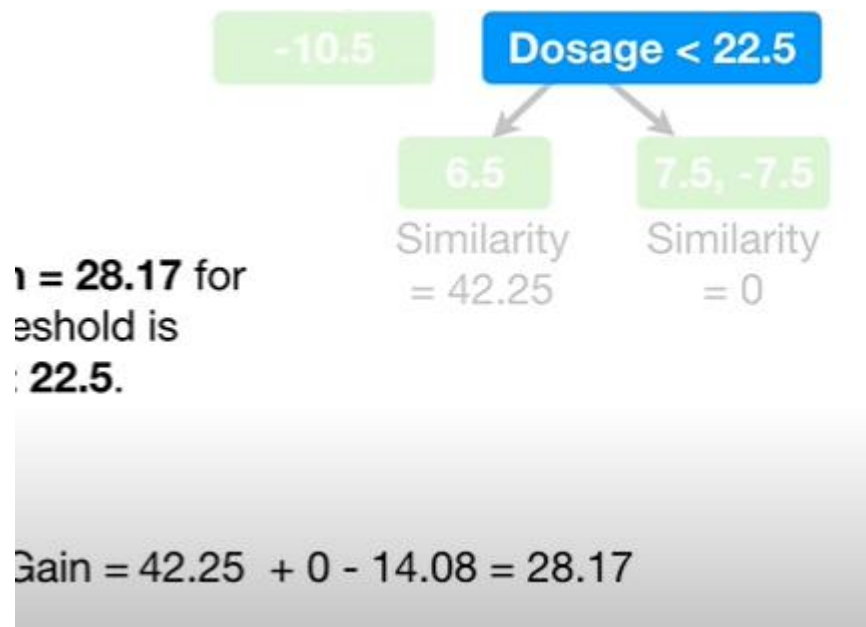 -10.5
Dosage < 22.5
6.5
7.5, -7.5
Similarity
= 42.25
Similarity
= 0
= 28.17 for
eshold is
22.5.
Gain = 42.25 + 0 - 14.08 = 28.17